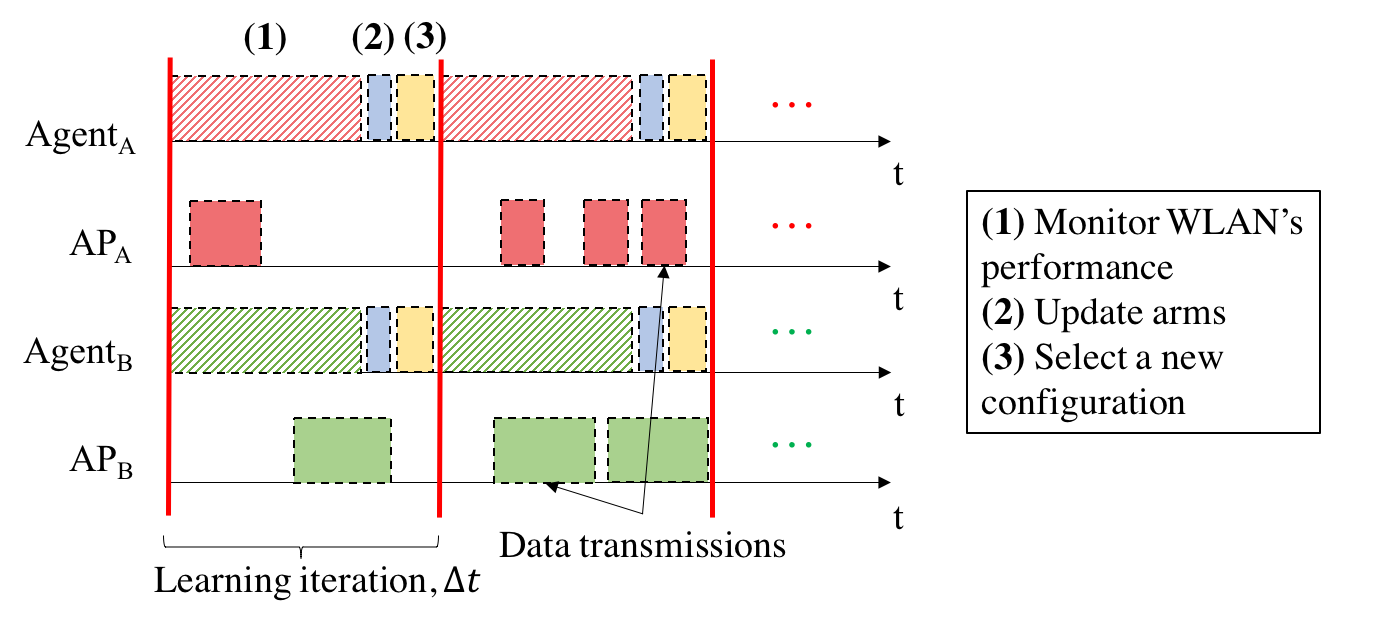 (1) (2) (3)
Agent_A
t
AP_A
t
Agent_B
t
AP_B
t
(1) Monitor WLAN’s
performance
(2) Update arms
(3) Select a new
configuration
Data transmissions
Learning iteration, Δt